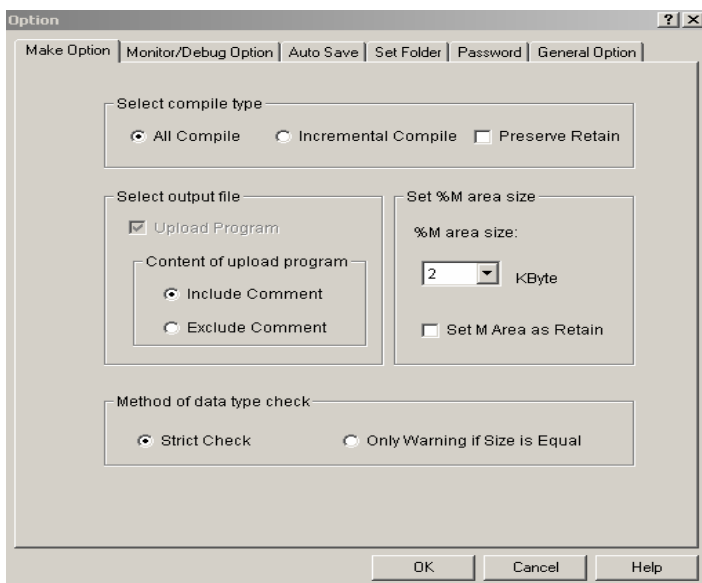 Option
Make Option Monitor/Debug Option Auto Save Set Folder Password General Option
Select compile type
All Compile Incremental Compile Preserve Retain
Select output file
Upload Program
Content of upload program
Include Comment
Exclude Comment
Set %M area size
%M area size:
2 KByte
Set M Area as Retain
Method of data type check
Strict Check Only Warning if Size is Equal
OK Cancel Help